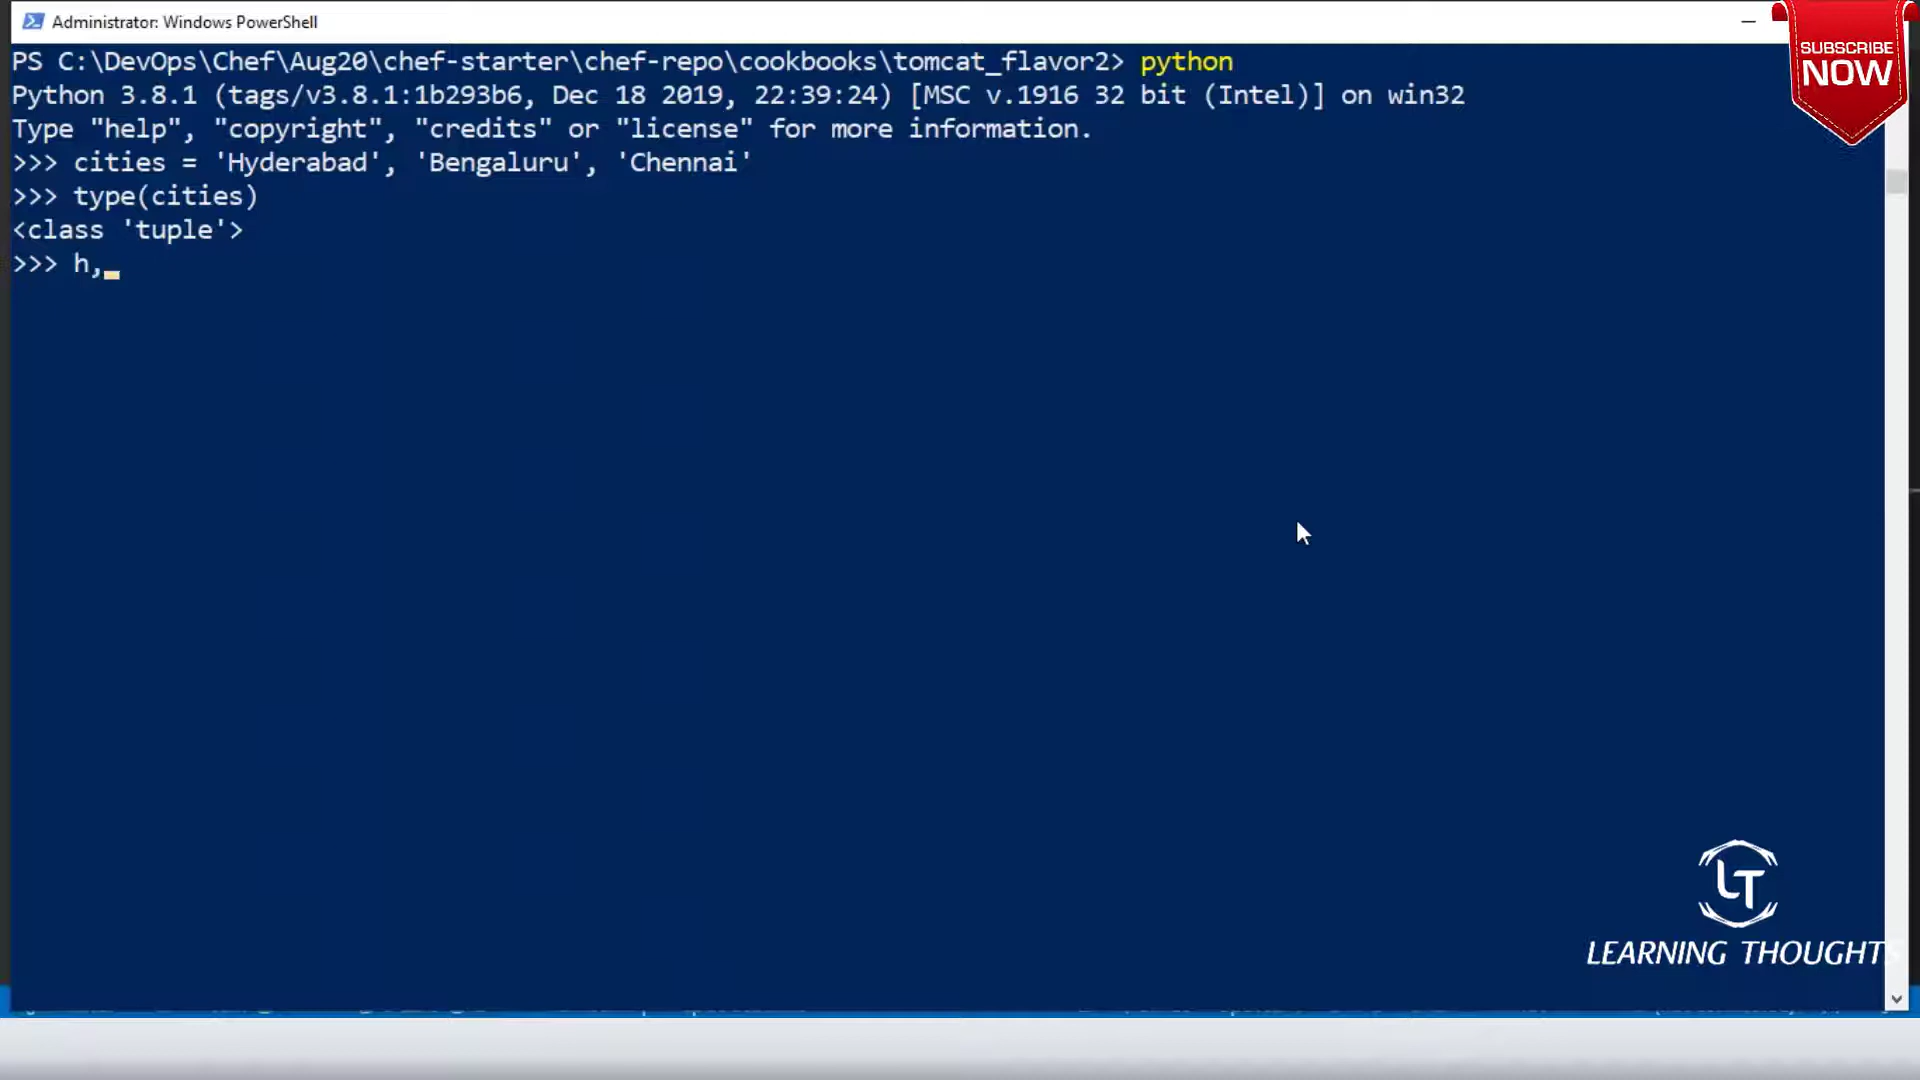 Administrator: Windows PowerShell
SUBSCRIBE
NOW
PS C:\DevOps\Chef\Aug20\chef-starter\chef-repo\cookbooks\tomcat_flavor2> python
Python 3.8.1 (tags/v3.8.1:1b293b6, Dec 18 2019, 22:39:24) [MSC v.1916 32 bit (Intel)] on win32
Type "help", "copyright", "credits" or "license" for more information.
>>> cities = 'Hyderabad', 'Bengaluru', 'Chennai'
>>> type(cities)
<class 'tuple'>
>>> h,
LT
LEARNING THOUGHTS